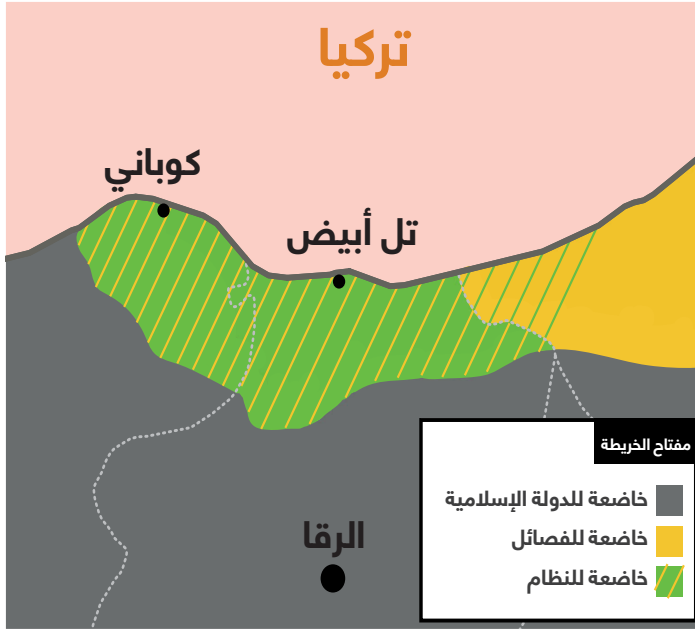 تركيا
كوباني
تل أبيض
الرقا
مفتاح الخريطة
خاضعة للدولة الإسلامية
خاضعة للفصائل
خاضعة للنظام